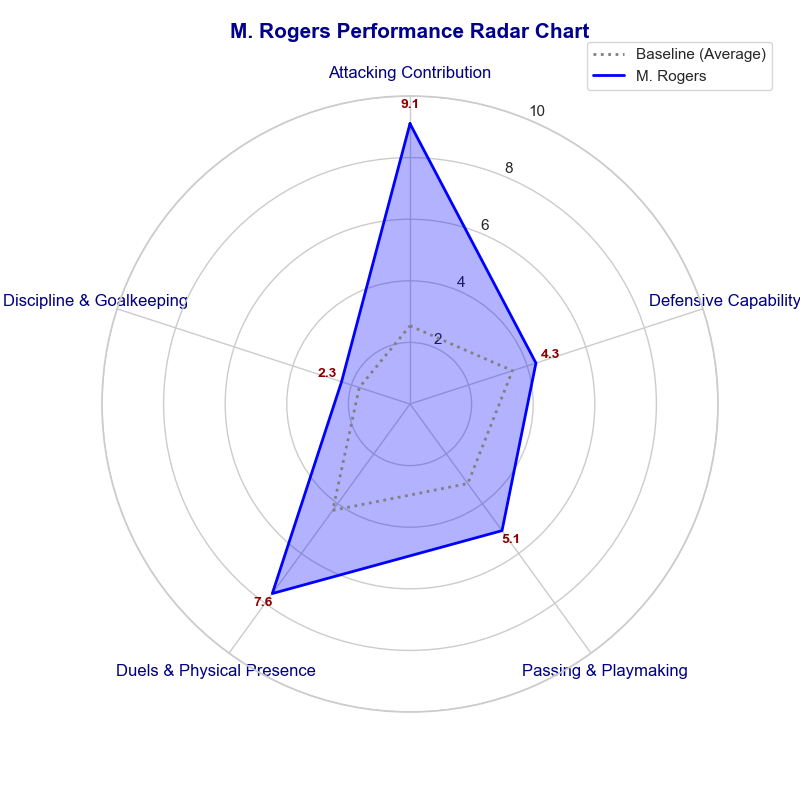 M. Rogers Performance Radar Chart
Baseline (Average)
M. Rogers
Attacking Contribution
9.1
10
8
6
4
2
Discipline & Goalkeeping
Defensive Capability
2.3
4.3
5.1
7.6
Duels & Physical Presence
Passing & Playmaking